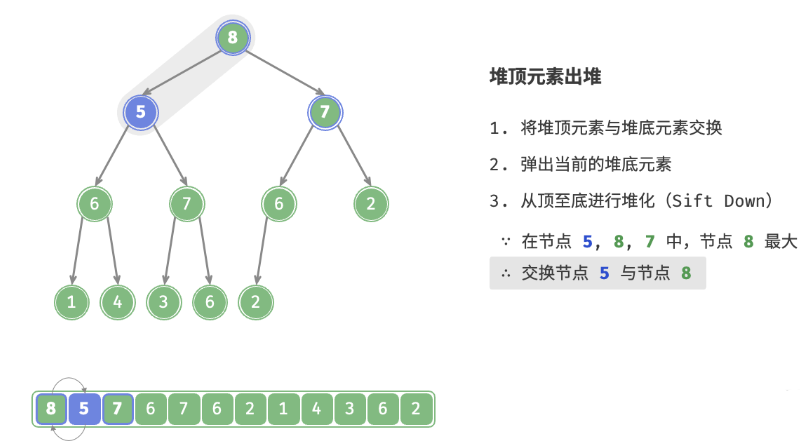 8
堆顶元素出堆
5
7
1. 将堆顶元素与堆底元素交换
2. 弹出当前的堆底元素
6 7 6 2
3. 从顶至底进行堆化（Sift Down）
∵ 在节点 5, 8, 7 中，节点 8 最大
∴ 交换节点 5 与节点 8
1 4 3 6 2
8 5 7 6 7 6 2 1 4 3 6 2